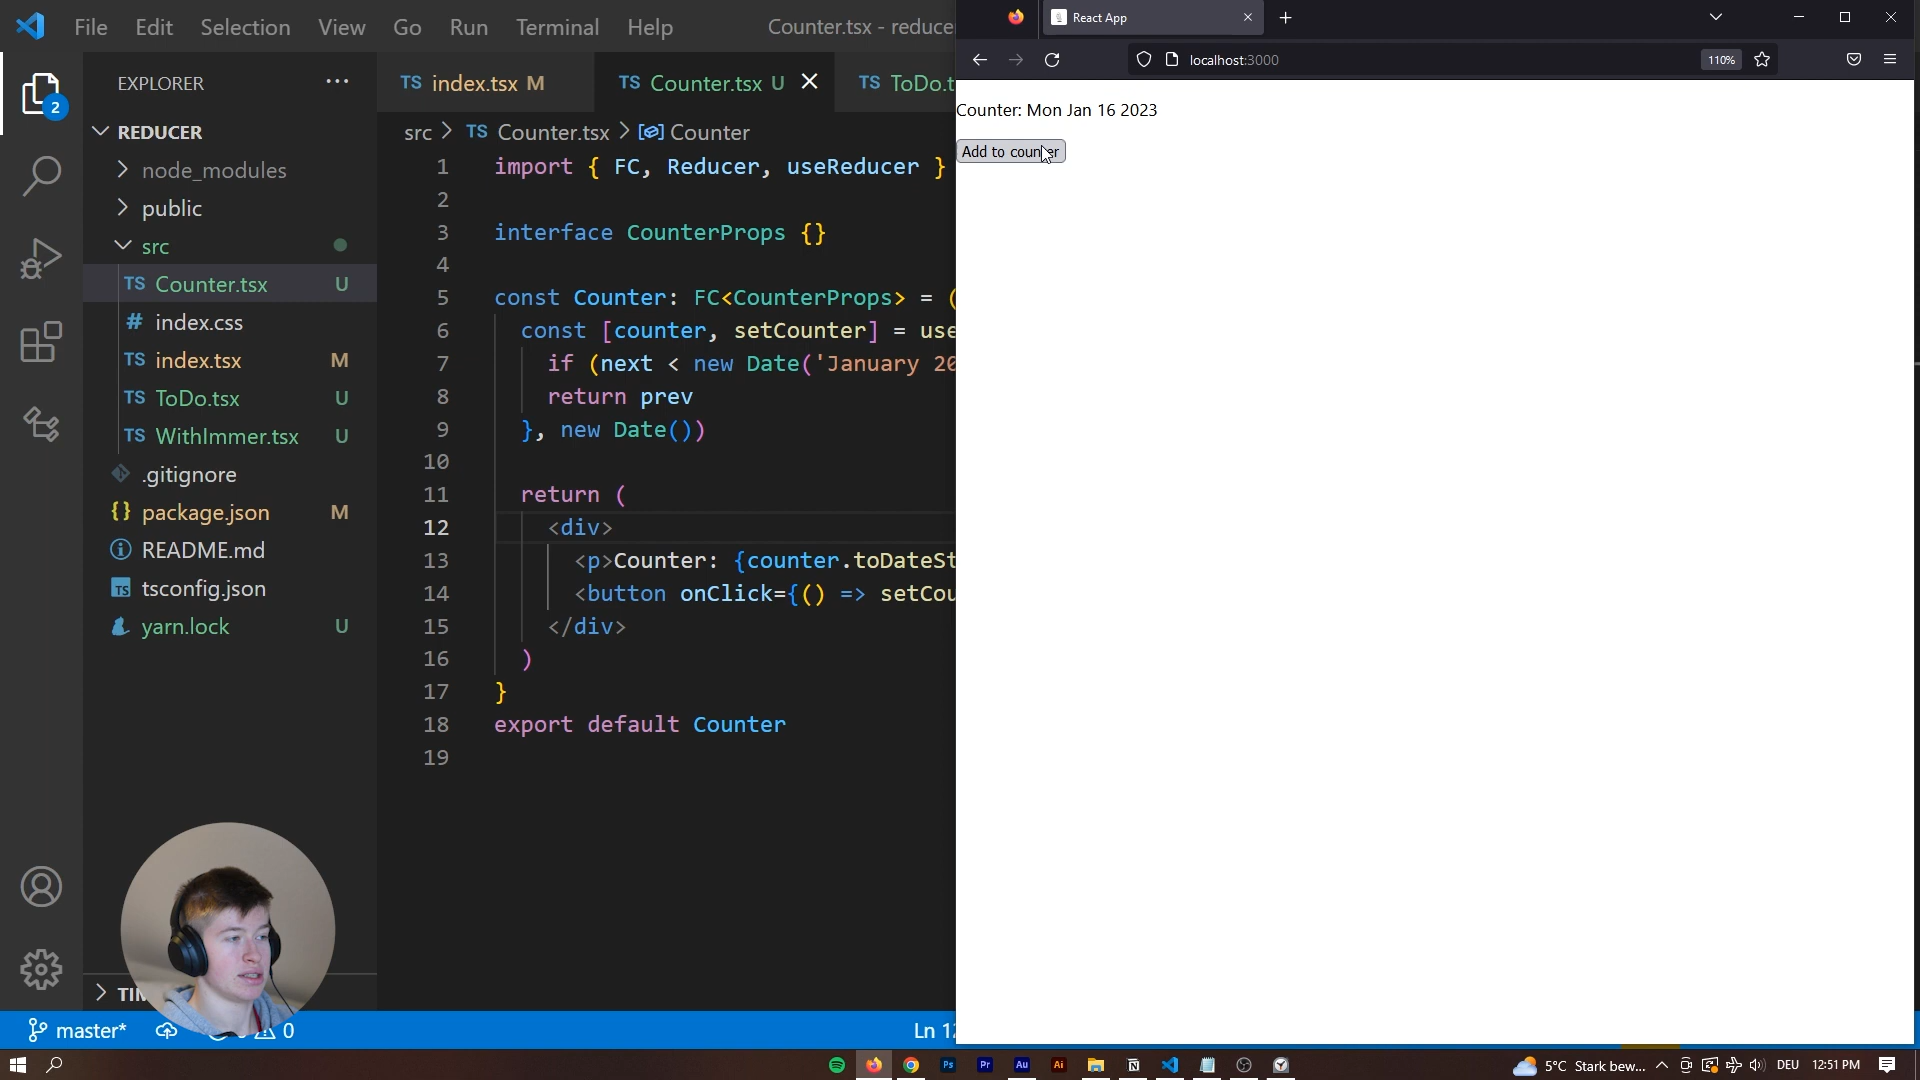 File Edit Selection View Go Run Terminal Help Counter.tsx - reduce
EXPLORER
REDUCER
node_modules
public
src
TS Counter.tsx U
# index.css
TS index.tsx M
TS ToDo.tsx U
TS WithImmer.tsx U
.gitignore
{} package.json M
README.md
TS tsconfig.json
yarn.lock U
2
TS index.tsx M TS Counter.tsx U TS ToDo.t
src > TS Counter.tsx > Counter
1 import { FC, Reducer, useReducer }
2
3 interface CounterProps {}
4
5 const Counter: FC<CounterProps> = (
6 const [counter, setCounter] = use
7 if (next < new Date('January 20
8 return prev
9 }, new Date())
10
11 return (
12 <div>
13 <p>Counter: {counter.toDateSt
14 <button onClick={() => setCou
15 </div>
16 )
17 }
18 export default Counter
19
master* 0 Ln 12
React App
localhost:3000 110%
Counter: Mon Jan 16 2023
Add to counter
Ps Pr Au Ai N
5°C Stark bew... DEU 12:51 PM